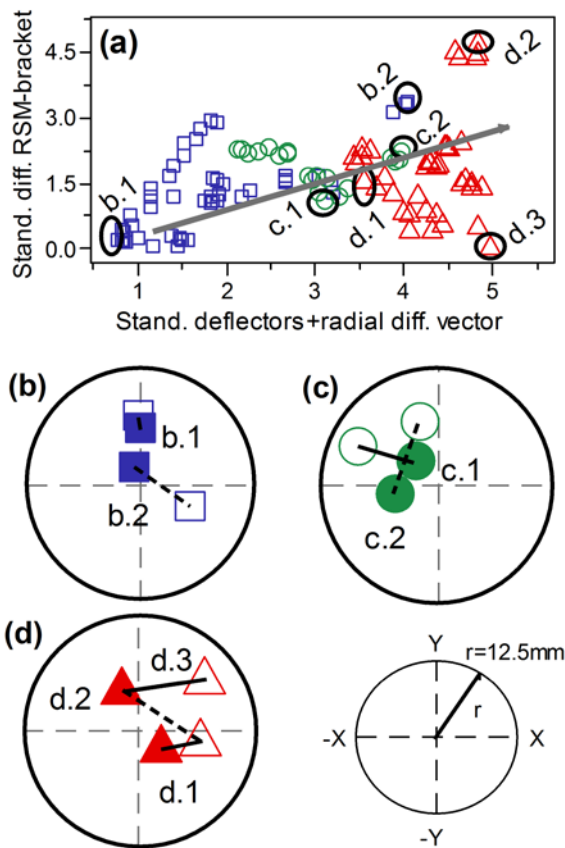 (a)
Stand. diff. RSM-bracket
4.5
3.0
1.5
0.0
b.1
b.2
c.1
c.2
d.1
d.2
d.3
1 2 3 4 5
Stand. deflectors+radial diff. vector
(b)
b.1
b.2
(c)
c.1
c.2
(d)
d.3
d.2
d.1
Y
r=12.5mm
r
-X
X
-Y